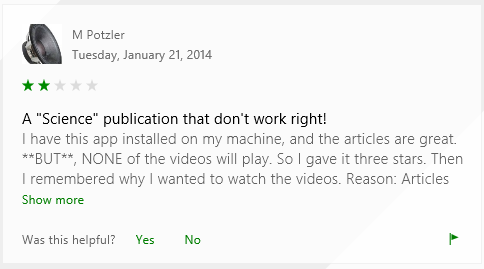 M Potzler
Tuesday, January 21, 2014
A "Science" publication that don't work right!
I have this app installed on my machine, and the articles are great.
**BUT**, NONE of the videos will play. So I gave it three stars. Then
I remembered why I wanted to watch the videos. Reason: Articles
Show more
Was this helpful? Yes No